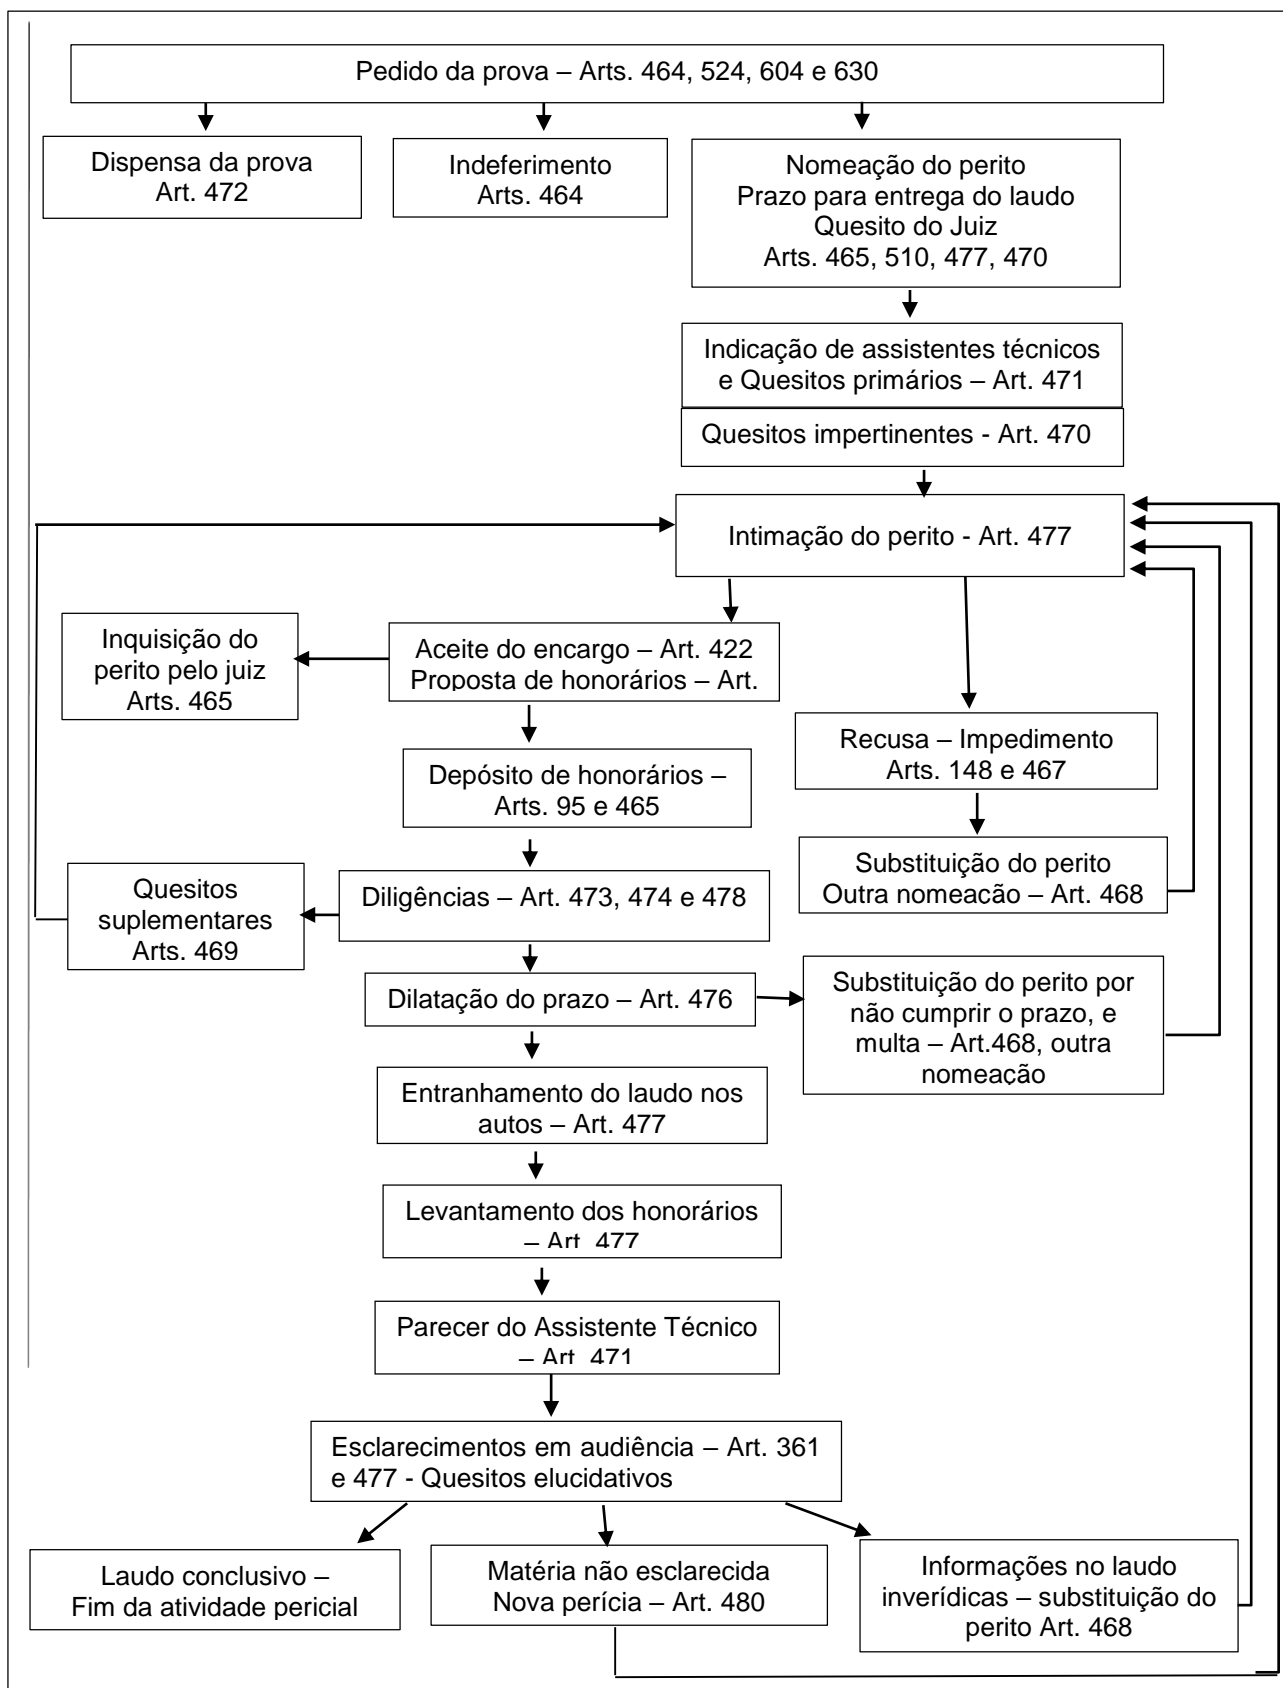 Pedido da prova – Arts. 464, 524, 604 e 630
Dispensa da prova
Art. 472
Indeferimento
Arts. 464
Nomeação do perito
Prazo para entrega do laudo
Quesito do Juiz
Arts. 465, 510, 477, 470
Indicação de assistentes técnicos
e Quesitos primários – Art. 471
Quesitos impertinentes - Art. 470
Intimação do perito - Art. 477
Inquisição do
perito pelo juiz
Arts. 465
Aceite do encargo – Art. 422
Proposta de honorários – Art.
Recusa – Impedimento
Arts. 148 e 467
Depósito de honorários –
Arts. 95 e 465
Substituição do perito
Outra nomeação – Art. 468
Quesitos
suplementares
Arts. 469
Diligências – Art. 473, 474 e 478
Dilatação do prazo – Art. 476
Substituição do perito por
não cumprir o prazo, e
multa – Art.468, outra
nomeação
Entranhamento do laudo nos
autos – Art. 477
Levantamento dos honorários
– Art. 477
Parecer do Assistente Técnico
– Art. 471
Esclarecimentos em audiência – Art. 361
e 477 - Quesitos elucidativos
Laudo conclusivo –
Fim da atividade pericial
Matéria não esclarecida
Nova perícia – Art. 480
Informações no laudo
inverídicas – substituição do
perito Art. 468